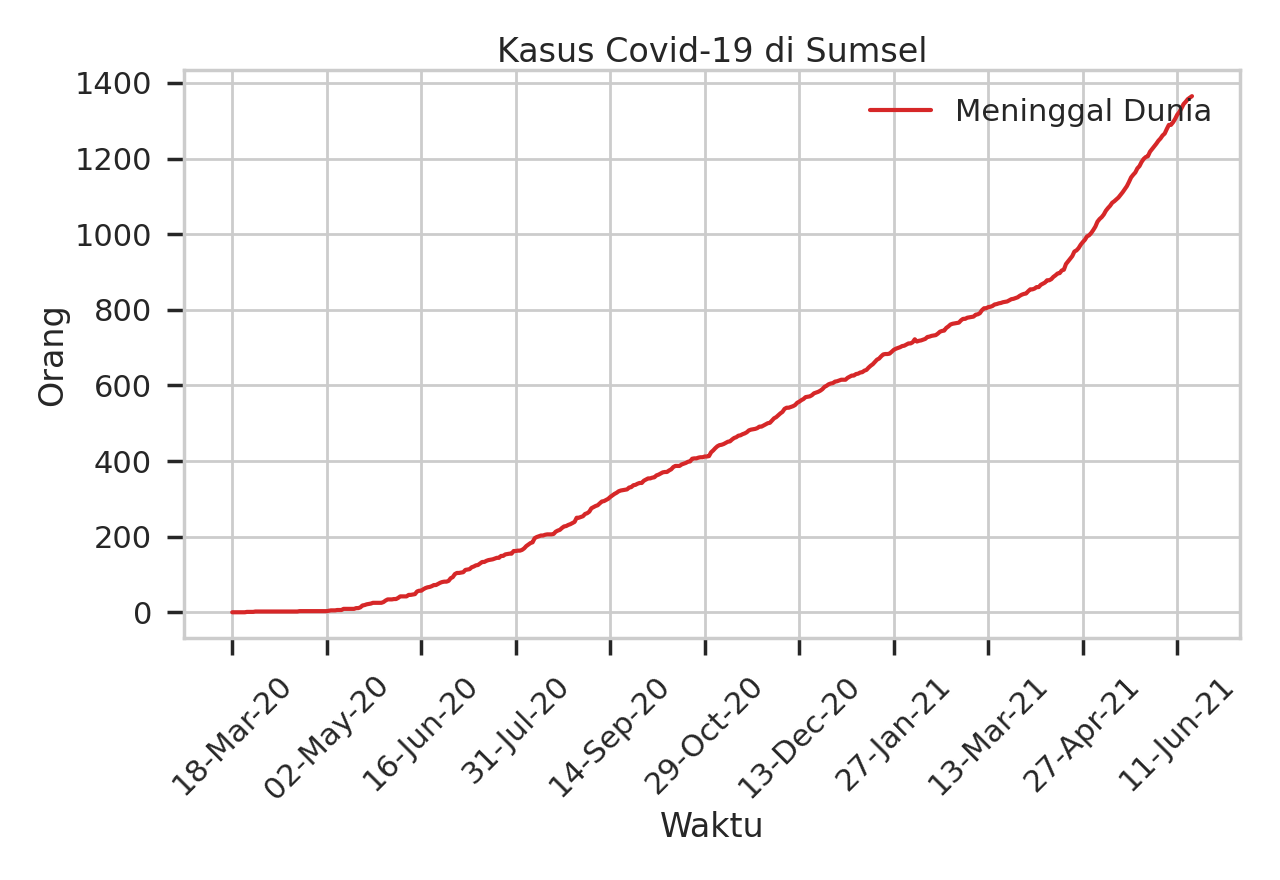 Kasus Covid-19 di Sumsel
Meninggal Dunia
Orang
1400
1200
1000
800
600
400
200
0
18-Mar-20
02-May-20
16-Jun-20
31-Jul-20
14-Sep-20
29-Oct-20
13-Dec-20
27-Jan-21
13-Mar-21
27-Apr-21
11-Jun-21
Waktu